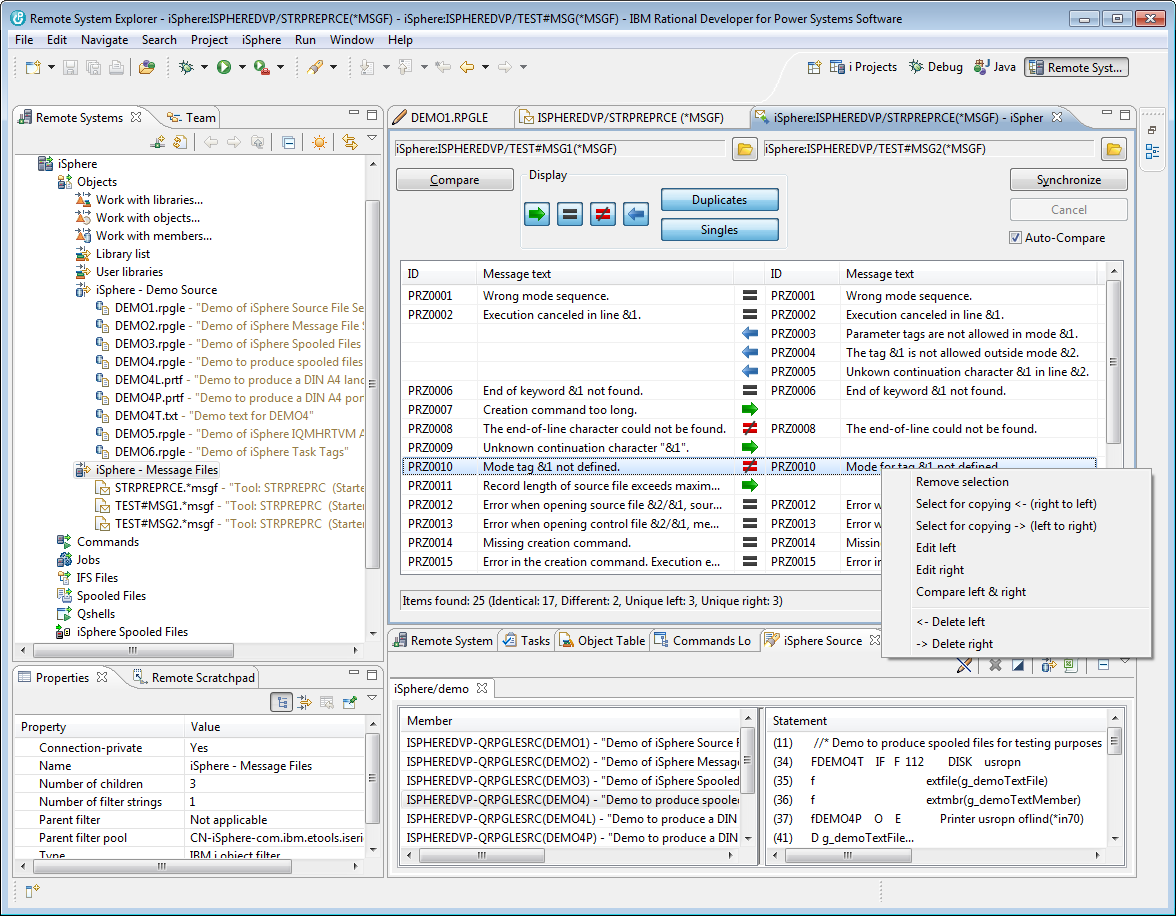 Remote System Explorer - iSphere:ISPHEREDVP/STRPREPRCE(*MSGF) - iSphere:ISPHEREDVP/TEST#MSG(*MSGF) - IBM Rational Developer for Power Systems Software
File Edit Navigate Search Project iSphere Run Window Help
i Projects Debug Java Remote Syst...
Remote Systems Team
iSphere
Objects
Work with libraries...
Work with objects...
Work with members...
Library list
User libraries
iSphere - Demo Source
DEMO1.rpgle - "Demo of iSphere Source File Se
DEMO2.rpgle - "Demo of iSphere Message File S
DEMO3.rpgle - "Demo of iSphere Spooled Files
DEMO4.rpgle - "Demo to produce spooled files
DEMO4L.prtf - "Demo to produce a DIN A4 land
DEMO4P.prtf - "Demo to produce a DIN A4 por
DEMO4T.txt - "Demo text for DEMO4"
DEMO5.rpgle - "Demo of iSphere IQMHRTVM A
DEMO6.rpgle - "Demo of iSphere Task Tags"
iSphere - Message Files
STRPREPRCE.*msgf - "Tool: STRPREPRC (Starte
TEST#MSG1.*msgf - "Tool: STRPREPRC (Starter
TEST#MSG2.*msgf - "Tool: STRPREPRC (Starter
Commands
Jobs
IFS Files
Spooled Files
Qshells
iSphere Spooled Files
Properties Remote Scratchpad
Property Value
Connection-private Yes
Name iSphere - Message Files
Number of children 3
Number of filter strings 1
Parent filter Not applicable
Parent filter pool CN-iSphere-com.ibm.etools.iserie
Type IBM i object filter
DEMO1.RPGLE ISPHEREDVP/STRPREPRCE (*MSGF) iSphere:ISPHEREDVP/STRPREPRCE(*MSGF) - iSpher
iSphere:ISPHEREDVP/TEST#MSG1(*MSGF) iSphere:ISPHEREDVP/TEST#MSG2(*MSGF)
Compare Display Duplicates Singles Synchronize
Cancel
Auto-Compare
ID Message text ID Message text
PRZ0001 Wrong mode sequence. PRZ0001 Wrong mode sequence.
PRZ0002 Execution canceled in line &1. PRZ0002 Execution canceled in line &1.
PRZ0003 Parameter tags are not allowed in mode &1.
PRZ0004 The tag &1 is not allowed outside mode &2.
PRZ0005 Unkown continuation character &1 in line &2.
PRZ0006 End of keyword &1 not found. PRZ0006 End of keyword &1 not found.
PRZ0007 Creation command too long.
PRZ0008 The end-of-line character could not be found. PRZ0008 The end-of-line could not be found.
PRZ0009 Unknown continuation character "&1".
PRZ0010 Mode tag &1 not defined. PRZ0010 Mode for tag &1 not defined.
PRZ0011 Record length of source file exceeds maxim...
PRZ0012 Error when opening source file &2/&1, sour... PRZ0012 Error w
PRZ0013 Error when opening control file &2/&1, me... PRZ0013 Error w
PRZ0014 Missing creation command. PRZ0014 Missing
PRZ0015 Error in the creation command. Execution e... PRZ0015 Error in
Items found: 25 (Identical: 17, Different: 2, Unique left: 3, Unique right: 3)
Remove selection
Select for copying <- (right to left)
Select for copying -> (left to right)
Edit left
Edit right
Compare left & right
<- Delete left
-> Delete right
Remote System Tasks Object Table Commands Lo iSphere Source
iSphere/demo
Member
ISPHEREDVP-QRPGLESRC(DEMO1) - "Demo of iSphere Source F
ISPHEREDVP-QRPGLESRC(DEMO2) - "Demo of iSphere Messag
ISPHEREDVP-QRPGLESRC(DEMO3) - "Demo of iSphere Spooled
ISPHEREDVP-QRPGLESRC(DEMO4) - "Demo to produce spoole
ISPHEREDVP-QRPGLESRC(DEMO4L) - "Demo to produce a DIN
ISPHEREDVP-QRPGLESRC(DEMO4P) - "Demo to produce a DIN
Statement
(11) //* Demo to produce spooled files for testing purposes
(34) FDEMO4T IF F 112 DISK usropn
(35) f extfile(g_demoTextFile)
(36) f extmbr(g_demoTextMember)
(37) fDEMO4P O E Printer usropn oflind(*in70)
(41) D g_demoTextFile...